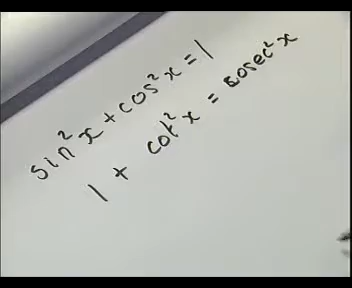 sin²x + cos²x = 1
1 + cot²x = cosec²x